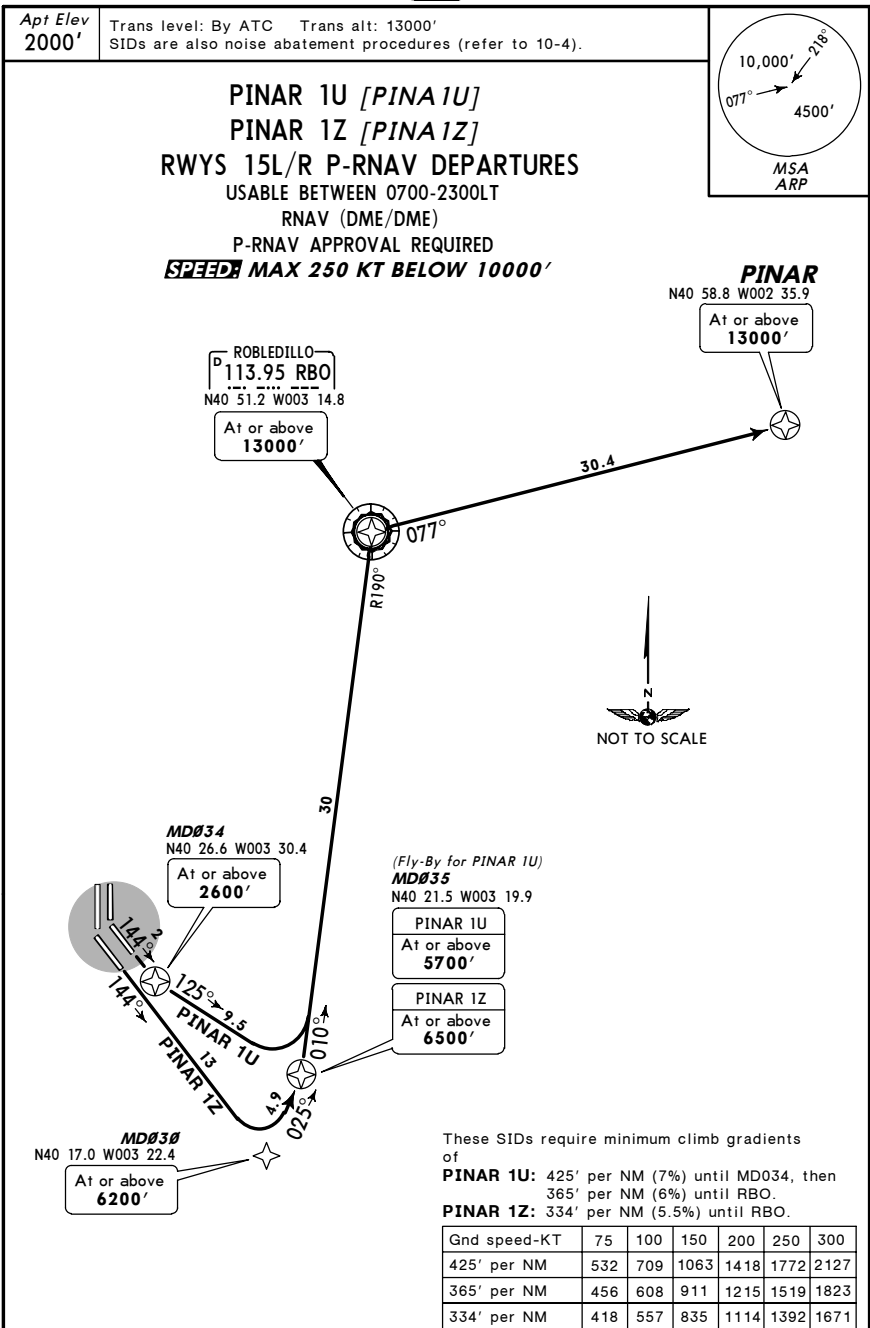 Apt Elev
2000'
Trans level: By ATC Trans alt: 13000'
SIDs are also noise abatement procedures (refer to 10-4).
10,000'
218°
077°
4500'
MSA
ARP
PINAR 1U [PINA1U]
PINAR 1Z [PINA1Z]
RWYS 15L/R P-RNAV DEPARTURES
USABLE BETWEEN 0700-2300LT
RNAV (DME/DME)
P-RNAV APPROVAL REQUIRED
SPEED: MAX 250 KT BELOW 10000'
PINAR
N40 58.8 W002 35.9
At or above
13000'
ROBLEDILLO
D 113.95 RBO
N40 51.2 W003 14.8
At or above
13000'
30.4
077°
R190°
N
NOT TO SCALE
30
MDØ34
N40 26.6 W003 30.4
At or above
2600'
(Fly-By for PINAR 1U)
MDØ35
N40 21.5 W003 19.9
PINAR 1U
At or above
5700'
PINAR 1Z
At or above
6500'
144°
2
144°
125°
9.5
PINAR 1U
13
PINAR 1Z
010°
4.9
025°
MDØ3Ø
N40 17.0 W003 22.4
At or above
6200'
These SIDs require minimum climb gradients
of
PINAR 1U: 425' per NM (7%) until MD034, then
365' per NM (6%) until RBO.
PINAR 1Z: 334' per NM (5.5%) until RBO.
Gnd speed-KT 75 100 150 200 250 300
425' per NM 532 709 1063 1418 1772 2127
365' per NM 456 608 911 1215 1519 1823
334' per NM 418 557 835 1114 1392 1671